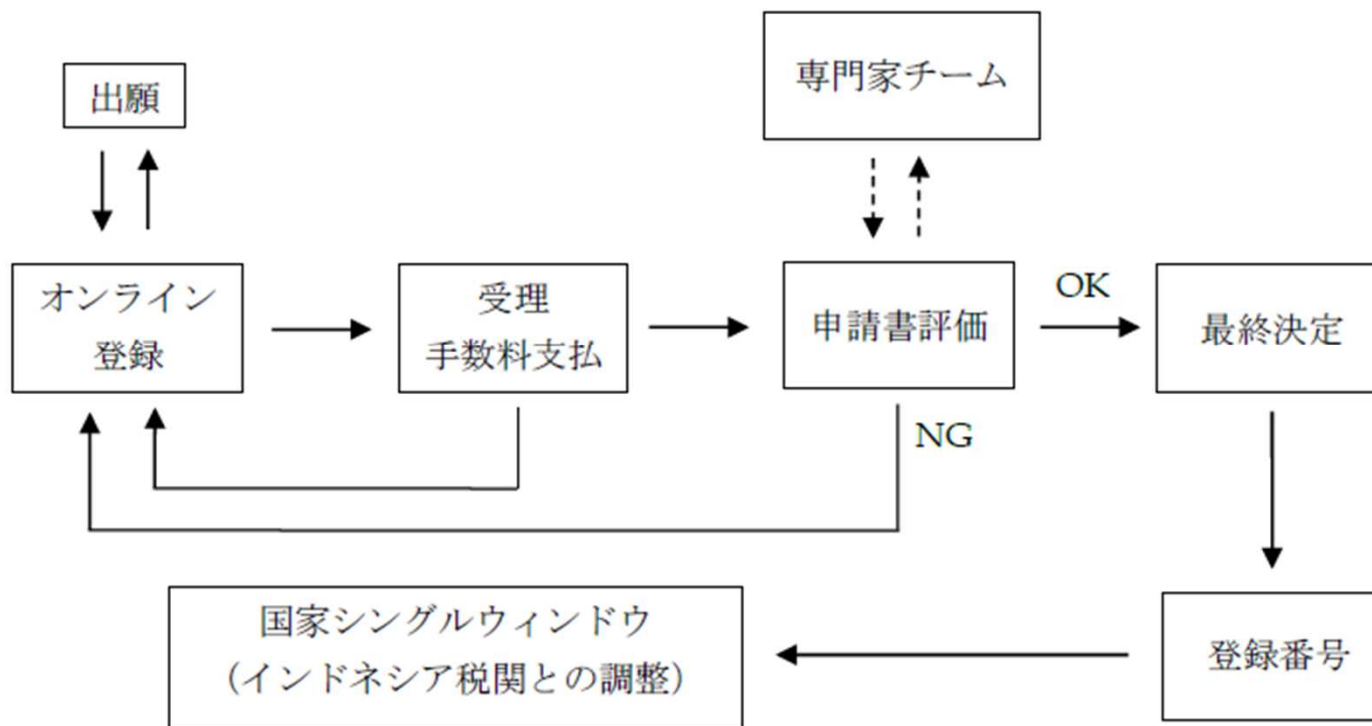 専門家チーム
出願
オンライン
登録
受理
手数料支払
申請書評価
OK
最終決定
NG
国家シングルウィンドウ
（インドネシア税関との調整）
登録番号